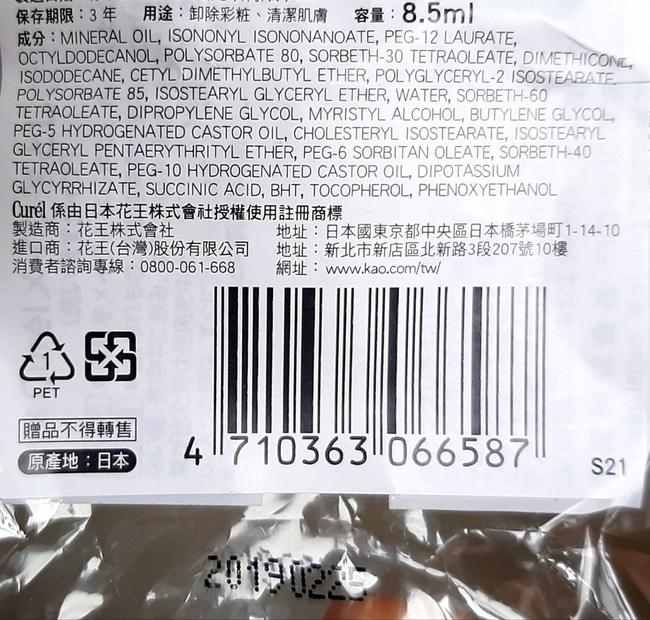 保存期限：3 年 用途：卸除彩粧、清潔肌膚 容量：8.5ml
成分：MINERAL OIL, ISONONYL ISONONANOATE, PEG-12 LAURATE,
OCTYLDODECANOL, POLYSORBATE 80, SORBETH-30 TETRAOLEATE, DIMETHICONE,
ISODODECANE, CETYL DIMETHYLBUTYL ETHER, POLYGLYCERYL-2 ISOSTEARATE,
POLYSORBATE 85, ISOSTEARYL GLYCERYL ETHER, WATER, SORBETH-60
TETRAOLEATE, DIPROPYLENE GLYCOL, MYRISTYL ALCOHOL, BUTYLENE GLYCOL,
PEG-5 HYDROGENATED CASTOR OIL, CHOLESTERYL ISOSTEARATE, ISOSTEARYL
GLYCERYL PENTAERYTHRITYL ETHER, PEG-6 SORBITAN OLEATE, SORBETH-40
TETRAOLEATE, PEG-10 HYDROGENATED CASTOR OIL, DIPOTASSIUM
GLYCYRRHIZATE, SUCCINIC ACID, BHT, TOCOPHEROL, PHENOXYETHANOL
Curél 係由日本花王株式會社授權使用註冊商標
製造商：花王株式會社 地址：日本國東京都中央區日本橋茅場町1-14-10
進口商：花王(台灣)股份有限公司 地址：新北市新店區北新路3段207號10樓
消費者諮詢專線：0800-061-668 網址：www.kao.com/tw/
1
PET
贈品不得轉售
原產地：日本
4 710363 066587
S21
20190225